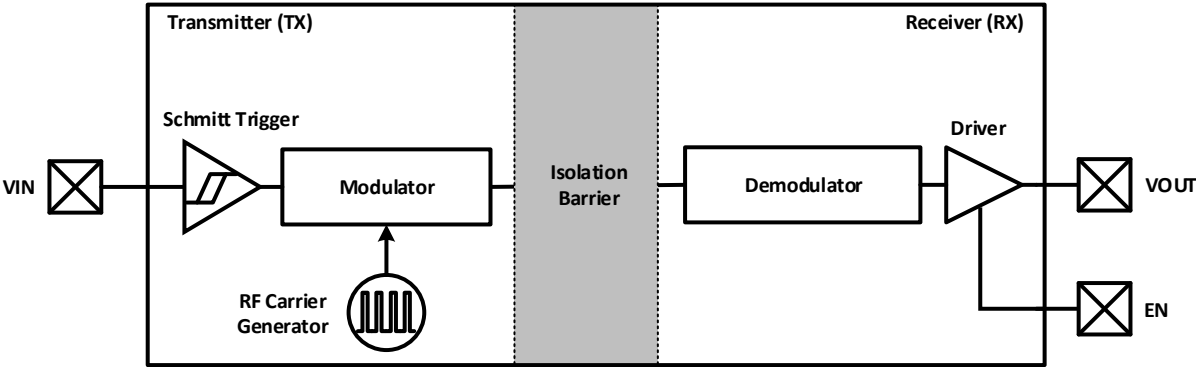 Transmitter (TX)
Receiver (RX)
Schmitt Trigger
Driver
VIN
Modulator
Isolation
Barrier
Demodulator
VOUT
RF Carrier
Generator
EN